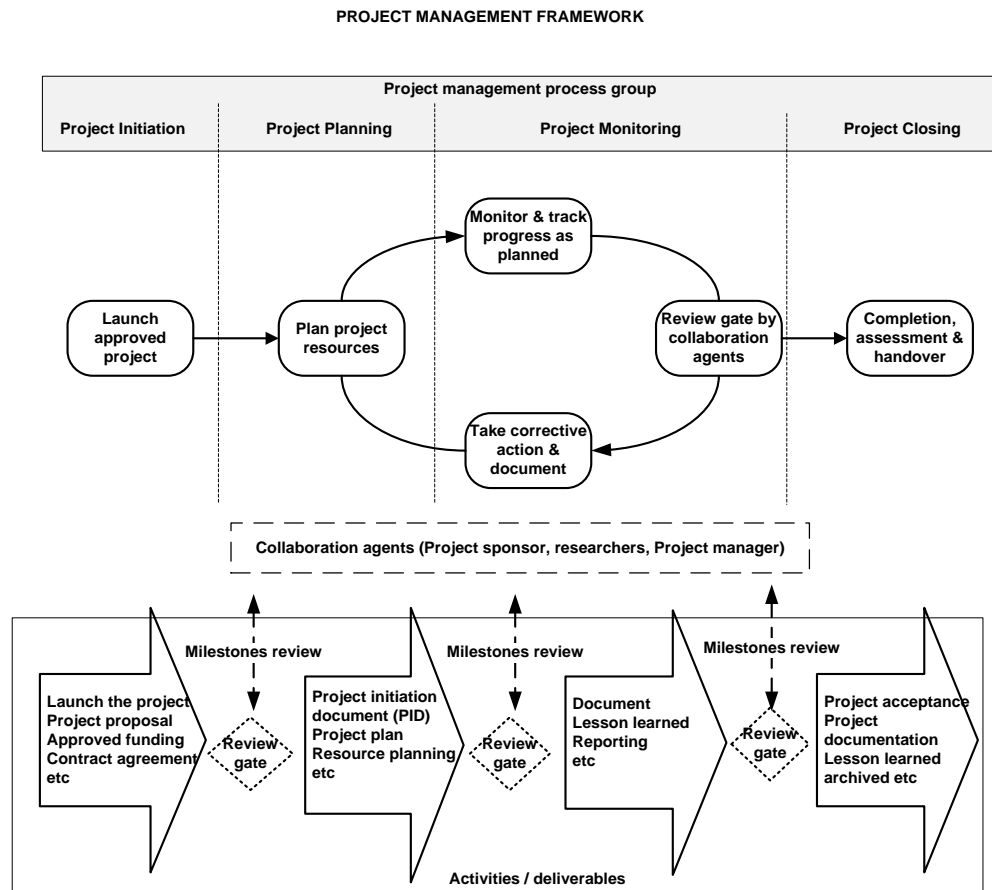 PROJECT MANAGEMENT FRAMEWORK
Project management process group
Project Initiation
Project Planning
Project Monitoring
Project Closing
Monitor & track
progress as
planned
Launch
approved
project
Plan project
resources
Review gate by
collaboration
agents
Completion,
assessment &
handover
Take corrective
action &
document
Collaboration agents (Project sponsor, researchers, Project manager)
Milestones review
Milestones review
Milestones review
Launch the project
Project proposal
Approved funding
Contract agreement
etc
Review
gate
Project initiation
document (PID)
Project plan
Resource planning
etc
Review
gate
Document
Lesson learned
Reporting
etc
Review
gate
Project acceptance
Project
documentation
Lesson learned
archived etc
Activities / deliverables